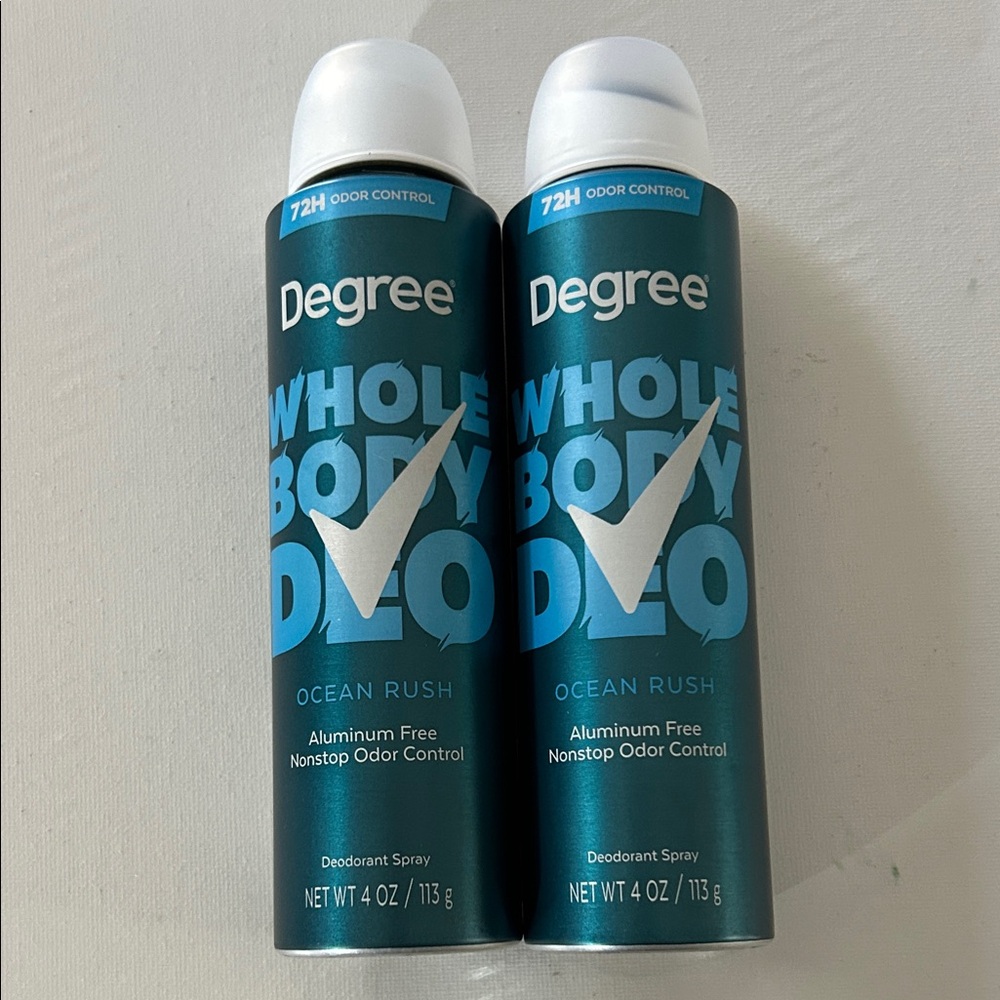 72H ODOR CONTROL
Degree®
WHOLE
BODY
DEO
OCEAN RUSH
Aluminum Free
Nonstop Odor Control
Deodorant Spray
NET WT 4 OZ / 113 g
72H ODOR CONTROL
Degree®
WHOLE
BODY
DEO
OCEAN RUSH
Aluminum Free
Nonstop Odor Control
Deodorant Spray
NET WT 4 OZ / 113 g